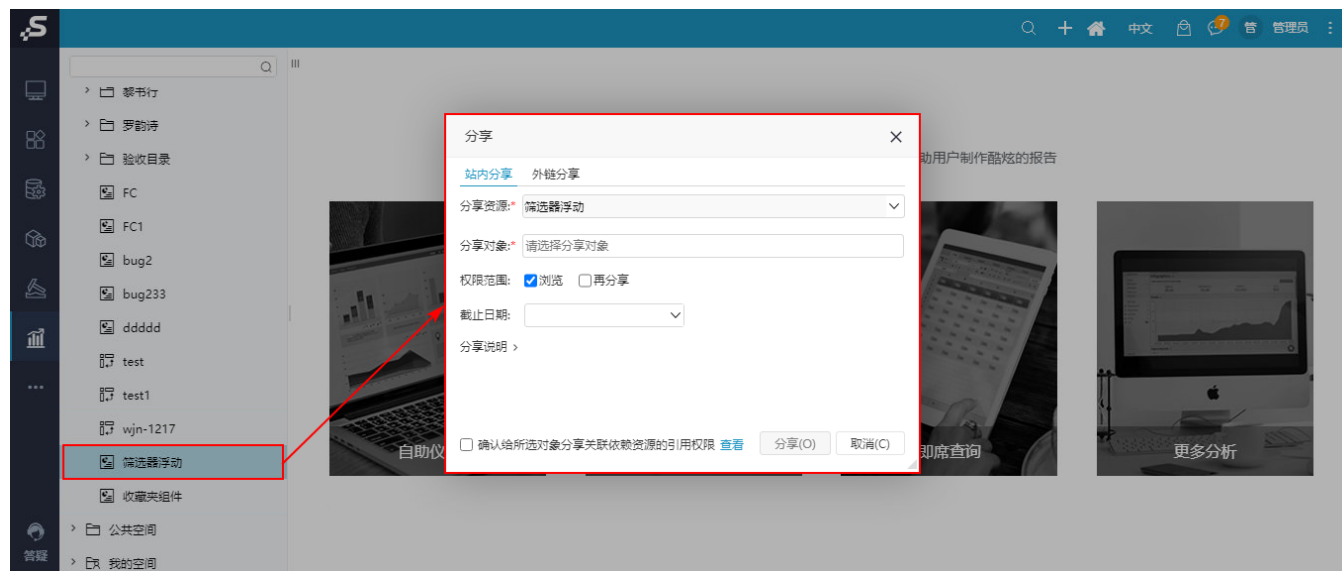 中文
7
管
管理员
黎书行
罗韵诗
验收目录
FC
FC1
bug2
bug233
ddddd
test
test1
wjn-1217
筛选器浮动
收藏夹组件
公共空间
我的空间
答疑
助用户制作酷炫的报告
自助仪
即席查询
更多分析
分享
站内分享 外链分享
分享资源:* 筛选器浮动
分享对象:* 请选择分享对象
权限范围: 浏览 再分享
截止日期:
分享说明 >
确认给所选对象分享关联依赖资源的引用权限 查看 分享(O) 取消(C)